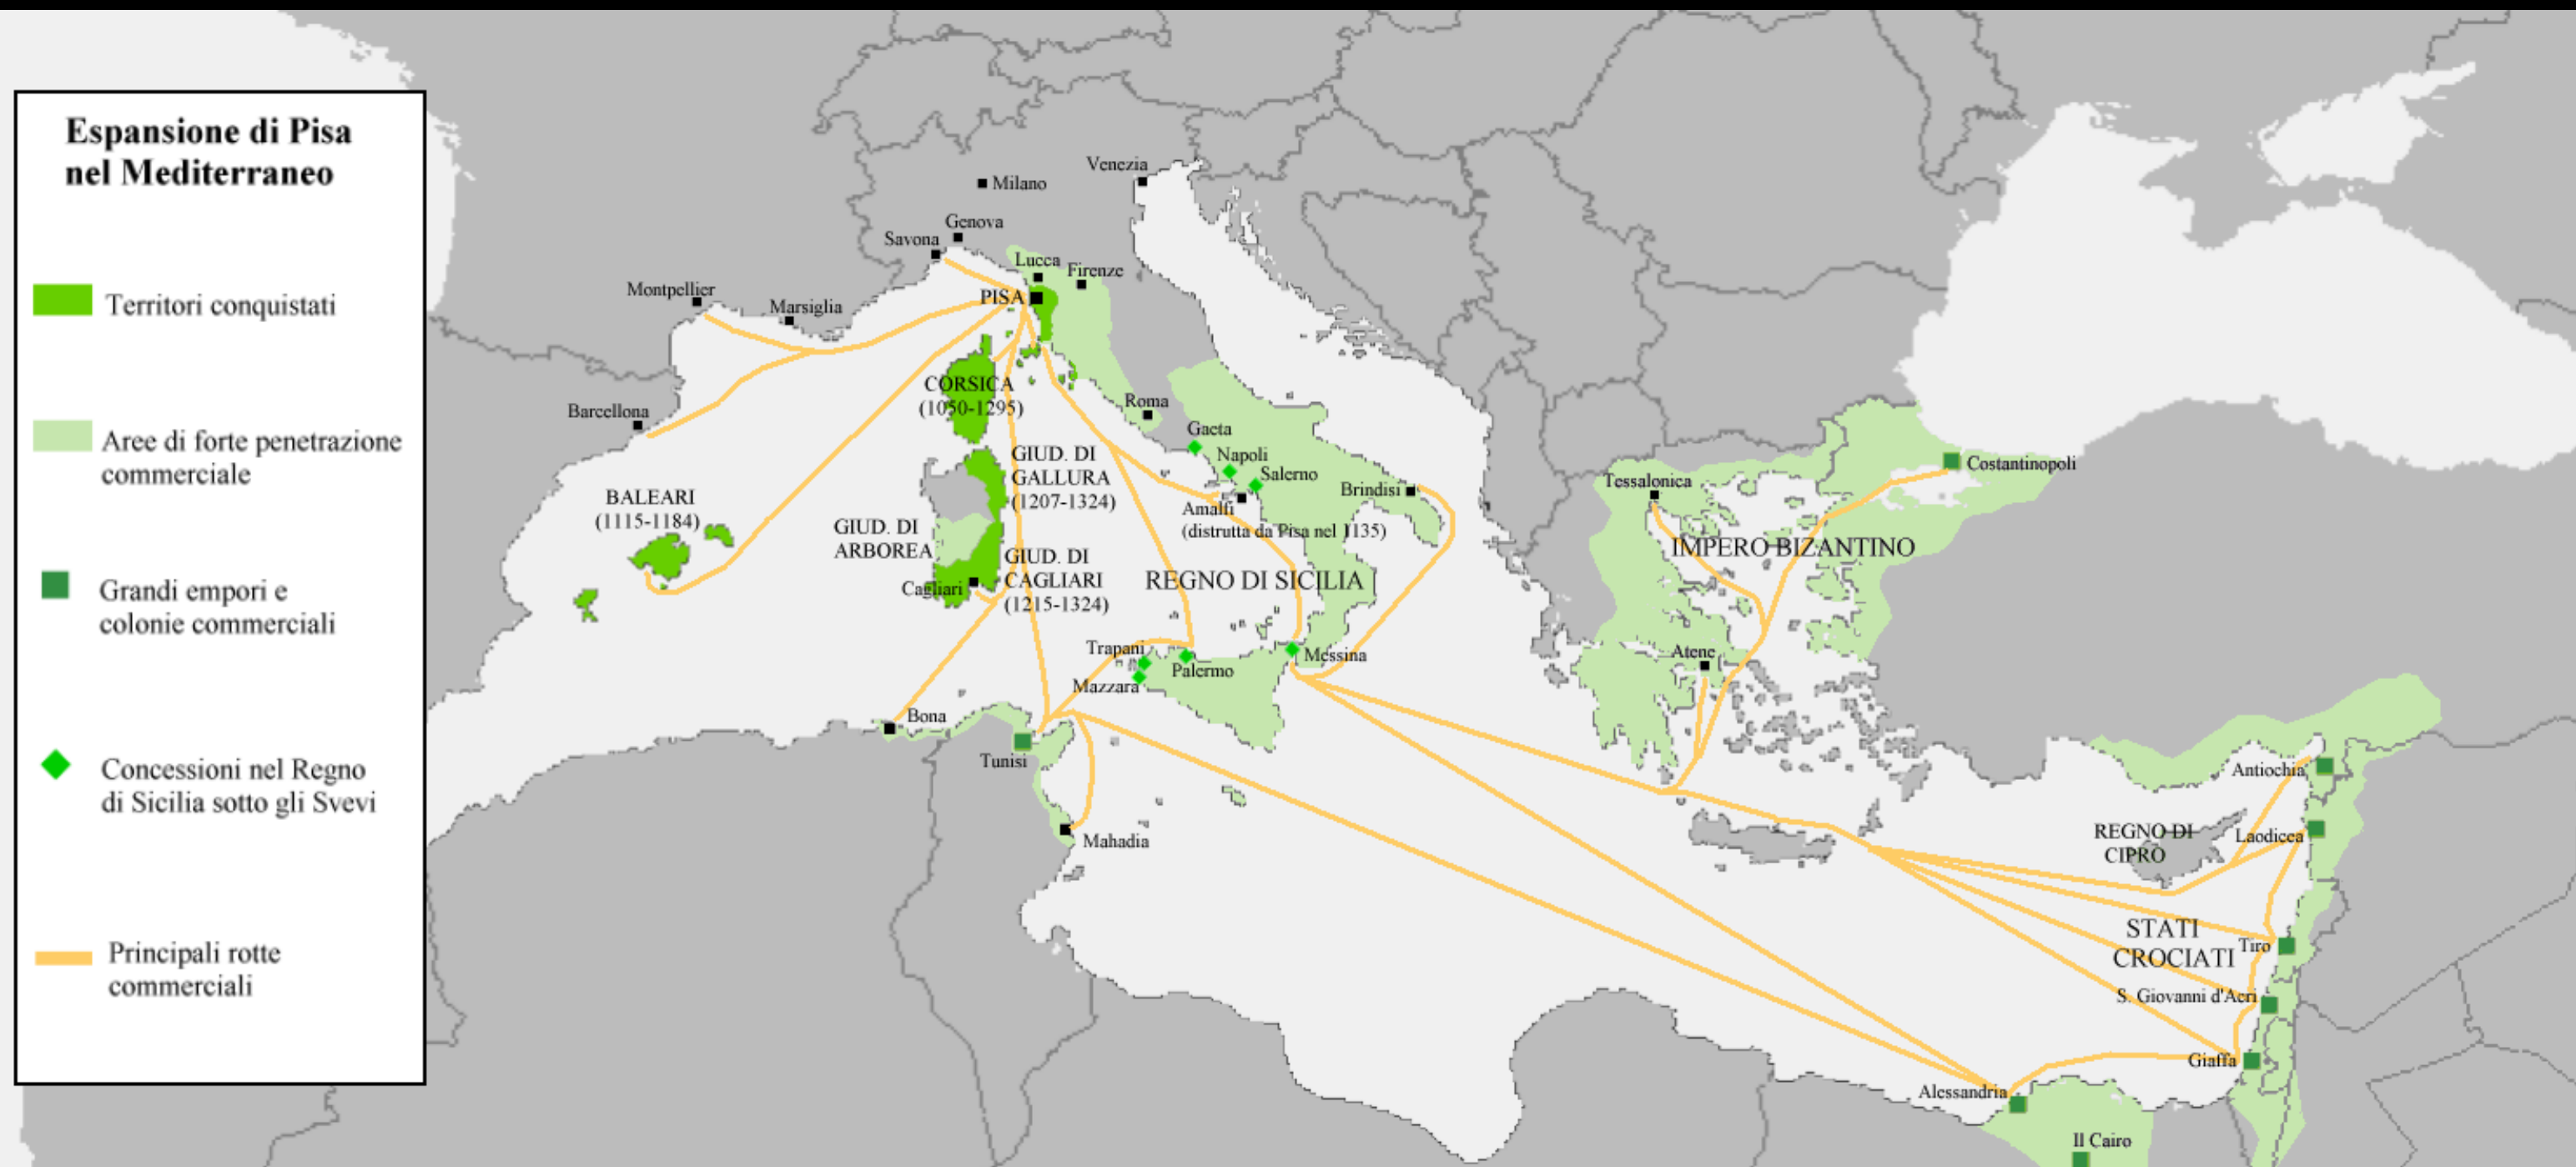 Espansione di Pisa
nel Mediterraneo
Territori conquistati
Aree di forte penetrazione
commerciale
Grandi empori e
colonie commerciali
Concessioni nel Regno
di Sicilia sotto gli Svevi
Principali rotte
commerciali
Venezia
Milano
Genova
Savona
Lucca
Firenze
PISA
Montpellier
Marsiglia
Barcellona
CORSICA
(1050-1295)
Roma
Gaeta
Napoli
Salerno
Brindisi
Amalfi
(distrutta da Pisa nel 1135)
GIUD. DI
GALLURA
(1207-1324)
BALEARI
(1115-1184)
GIUD. DI
ARBOREA
GIUD. DI
CAGLIARI
(1215-1324)
Cagliari
REGNO DI SICILIA
Trapani
Palermo
Messina
Mazzara
Bona
Tunisi
Mahadia
Costantinopoli
Tessalonica
IMPERO BIZANTINO
Atene
Antiochia
REGNO DI
CIPRO
Laodicea
STATI
CROCIATI
Tiro
S. Giovanni d'Acri
Giaffa
Alessandria
Il Cairo